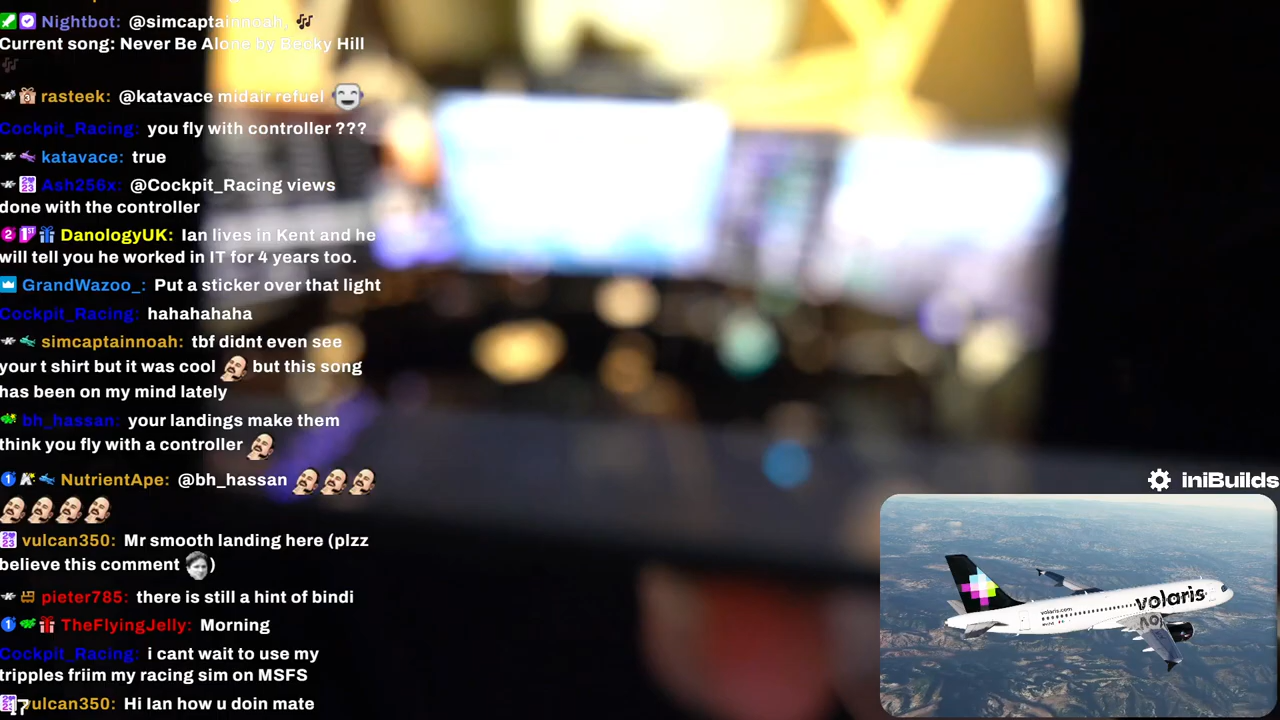 Nightbot: @simcaptainnoah,
Current song: Never Be Alone by Becky Hill
rasteek: @katavace midair refuel
Cockpit_Racing: you fly with controller ???
katavace: true
Ash256x: @Cockpit_Racing views
done with the controller
DanologyUK: Ian lives in Kent and he
will tell you he worked in IT for 4 years too.
GrandWazoo_: Put a sticker over that light
Cockpit_Racing: hahahahaha
simcaptainnoah: tbf didnt even see
your t shirt but it was cool but this song
has been on my mind lately
bh_hassan: your landings make them
think you fly with a controller
NutrientApe: @bh_hassan
vulcan350: Mr smooth landing here (plzz
believe this comment )
pieter785: there is still a hint of bindi
TheFlyingJelly: Morning
Cockpit_Racing: i cant wait to use my
tripples friim my racing sim on MSFS
vulcan350: Hi Ian how u doin mate
17
iniBuilds
volaris.com
volaris